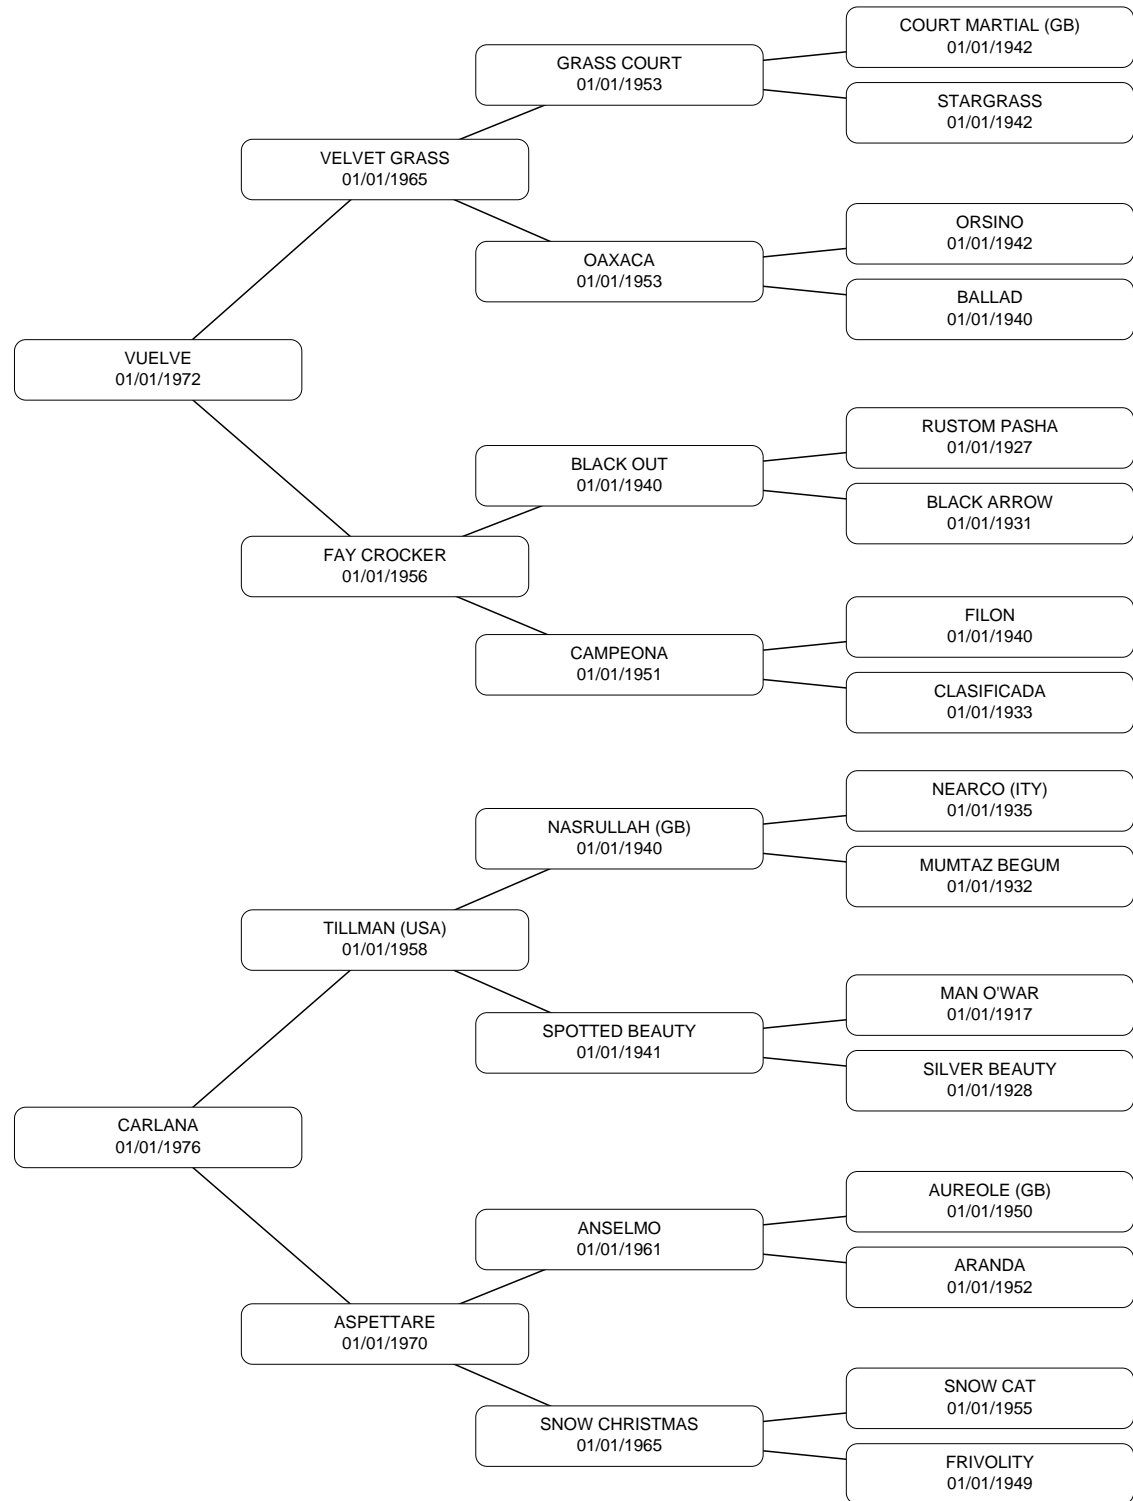 COURT MARTIAL (GB)
01/01/1942
GRASS COURT
01/01/1953
STARGRASS
01/01/1942
VELVET GRASS
01/01/1965
ORSINO
01/01/1942
OAXACA
01/01/1953
BALLAD
01/01/1940
VUELVE
01/01/1972
RUSTOM PASHA
01/01/1927
BLACK OUT
01/01/1940
BLACK ARROW
01/01/1931
FAY CROCKER
01/01/1956
FILON
01/01/1940
CAMPEONA
01/01/1951
CLASIFICADA
01/01/1933
NEARCO (ITY)
01/01/1935
NASRULLAH (GB)
01/01/1940
MUMTAZ BEGUM
01/01/1932
TILLMAN (USA)
01/01/1958
MAN O'WAR
01/01/1917
SPOTTED BEAUTY
01/01/1941
SILVER BEAUTY
01/01/1928
CARLANA
01/01/1976
AUREOLE (GB)
01/01/1950
ANSELMO
01/01/1961
ARANDA
01/01/1952
ASPETTARE
01/01/1970
SNOW CAT
01/01/1955
SNOW CHRISTMAS
01/01/1965
FRIVOLITY
01/01/1949